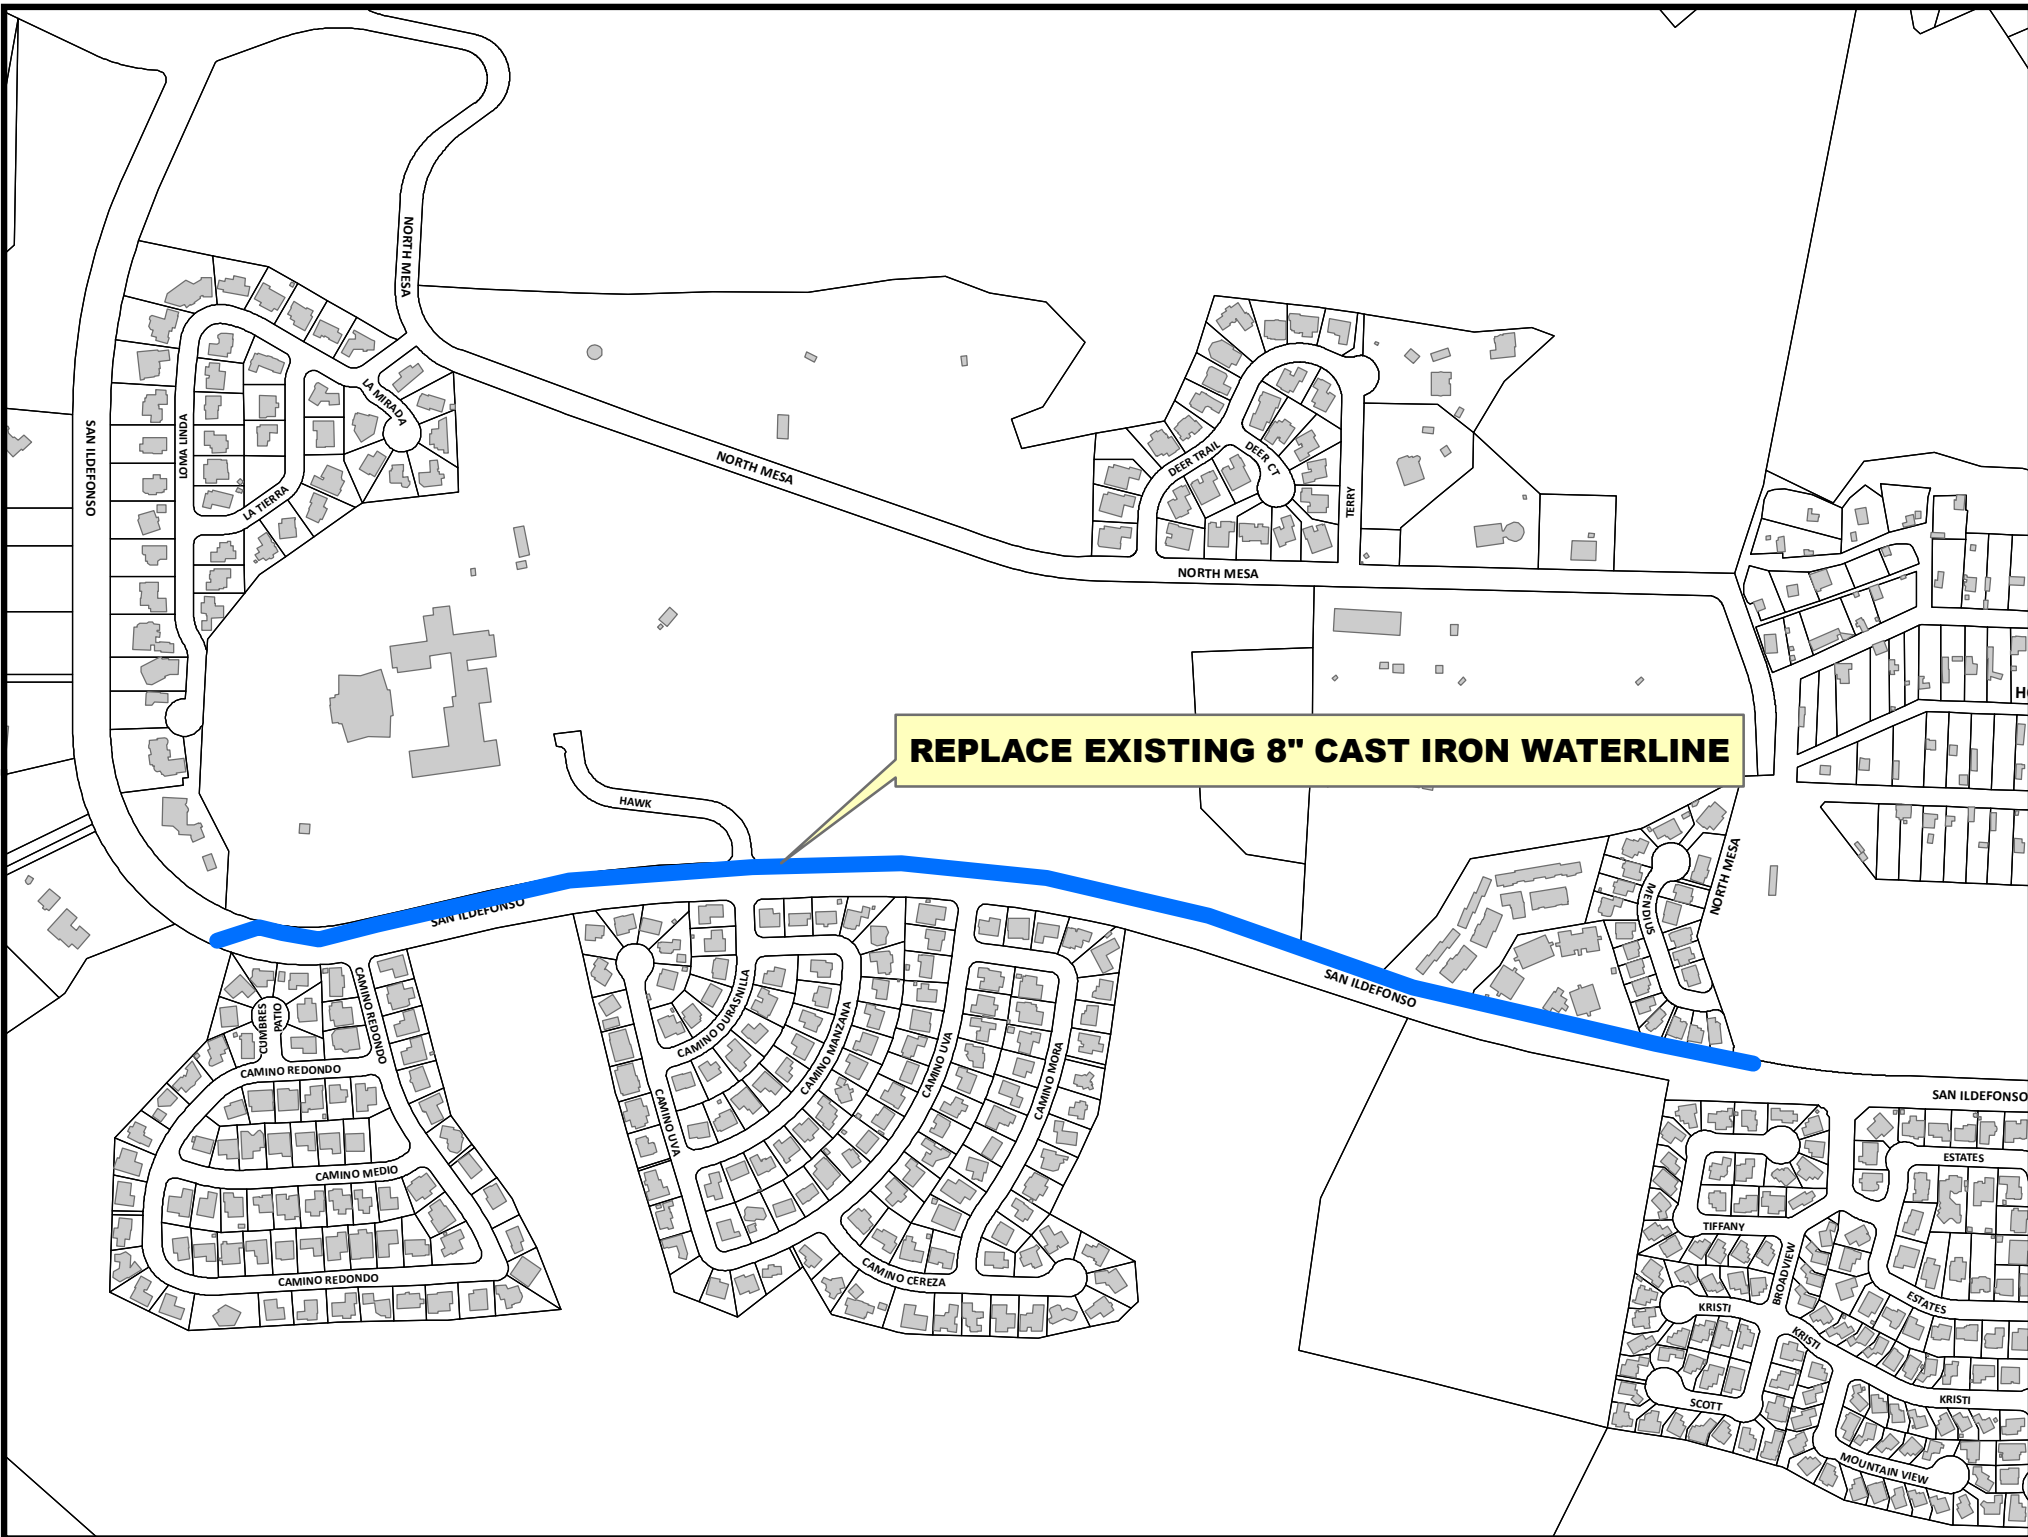 NORTH MESA
LA MIRADA
SAN ILDEFONSO
LOMA LINDA
LA TIERRA
NORTH MESA
DEER TRAIL
DEER CT
TERRY
NORTH MESA
REPLACE EXISTING 8" CAST IRON WATERLINE
HAWK
SAN ILDEFONSO
MENDIUS
NORTH MESA
SAN ILDEFONSO
CUMBRES
PATIO
CAMINO REDONDO
CAMINO REDONDO
CAMINO MEDIO
CAMINO REDONDO
CAMINO DURASNILLA
CAMINO MANZANA
CAMINO UVA
CAMINO UVA
CAMINO MORA
CAMINO CEREZA
SAN ILDEFONSO
ESTATES
TIFFANY
BROADVIEW
ESTATES
KRISTI
KRISTI
KRISTI
SCOTT
MOUNTAIN VIEW